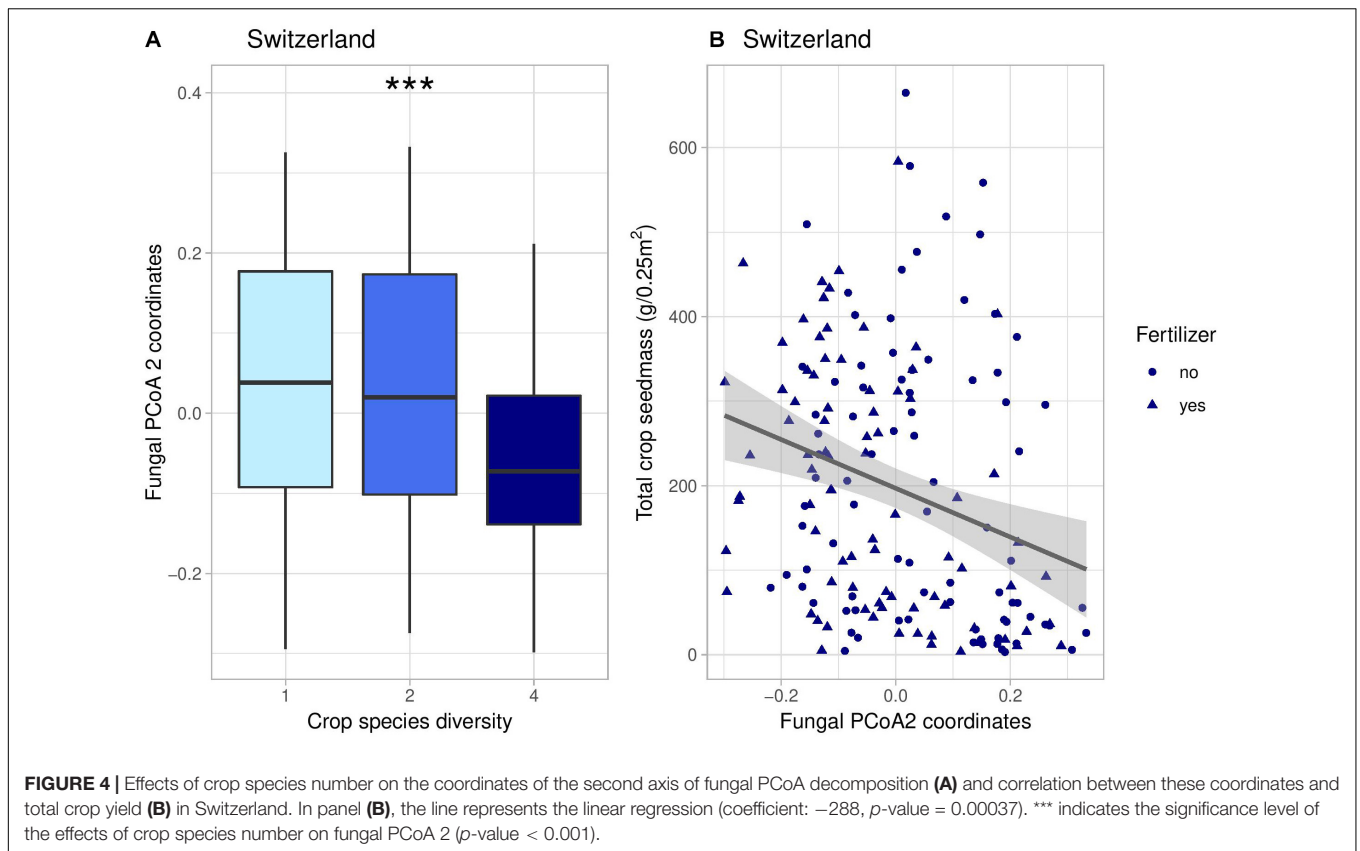 A Switzerland
***
0.4
0.2
0.0
−0.2
Fungal PCoA 2 coordinates
1 2 4
Crop species diversity
B Switzerland
600
400
200
0
Total crop seedmass (g/0.25m²)
−0.2 0.0 0.2
Fungal PCoA2 coordinates
Fertilizer
no
yes
FIGURE 4 | Effects of crop species number on the coordinates of the second axis of fungal PCoA decomposition (A) and correlation between these coordinates and
total crop yield (B) in Switzerland. In panel (B), the line represents the linear regression (coefficient: −288, p-value = 0.00037). *** indicates the significance level of
the effects of crop species number on fungal PCoA 2 (p-value < 0.001).